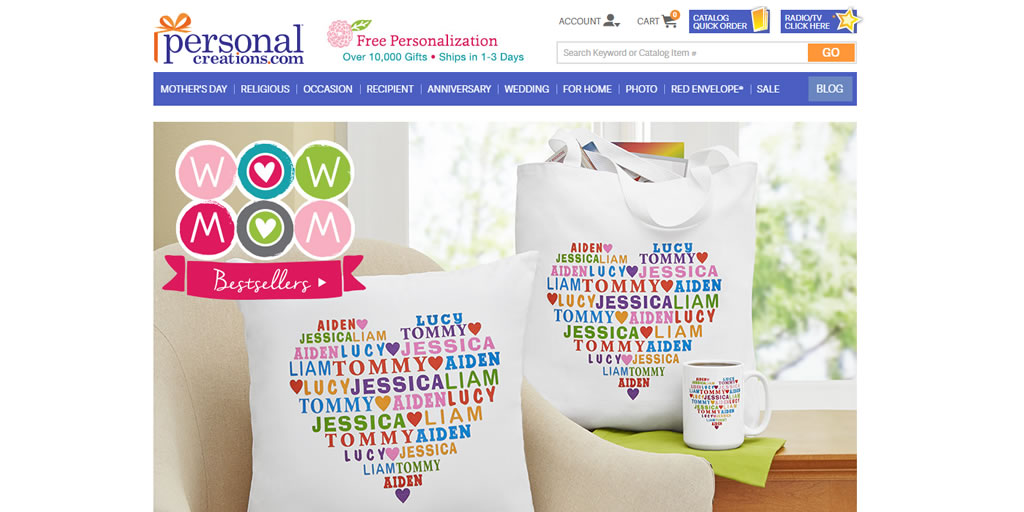 personal
creations.com
Free Personalization
Over 10,000 Gifts • Ships in 1-3 Days
ACCOUNT
CART 0
CATALOG
QUICK ORDER
RADIO/TV
CLICK HERE
Search Keyword or Catalog Item #
GO
MOTHER'S DAY | RELIGIOUS | OCCASION | RECIPIENT | ANNIVERSARY | WEDDING | FOR HOME | PHOTO | RED ENVELOPE® | SALE
BLOG
WOW
MOM
Bestsellers
AIDEN LUCY
JESSICA LIAM TOMMY
AIDEN LUCY JESSICA
LIAM TOMMY AIDEN
LUCY JESSICA LIAM
TOMMY AIDEN LUCY
JESSICA LIAM
TOMMY AIDEN
LUCY JESSICA
LIAM TOMMY
AIDEN
AIDEN LUCY
JESSICA LIAM TOMMY
AIDEN LUCY JESSICA
LIAM TOMMY AIDEN
LUCY JESSICA LIAM
TOMMY AIDEN LUCY
JESSICA LIAM
TOMMY AIDEN
LUCY JESSICA
LIAM TOMMY
AIDEN